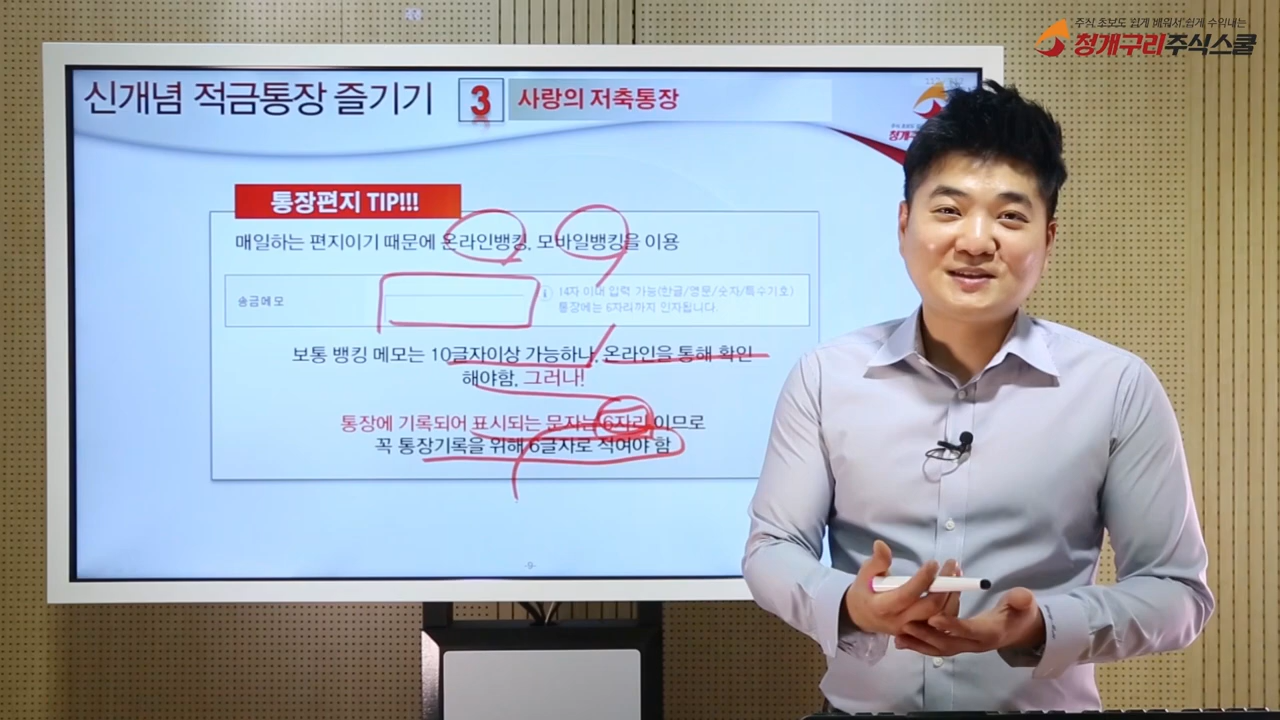 주식 초보도 쉽게 배워서 쉽게 수익내는
청개구리주식스쿨
신개념 적금통장 즐기기
3
사랑의 저축통장
통장편지 TIP!!!
매일하는 편지이기 때문에 온라인뱅킹, 모바일뱅킹을 이용
송금메모
14자 이내 입력 가능(한글/영문/숫자/특수기호)
통장에는 6자리까지 인자됩니다.
보통 뱅킹 메모는 10글자이상 가능하나, 온라인을 통해 확인
해야함, 그러나!
통장에 기록되어 표시되는 문자는 6자리 이므로
꼭 통장기록을 위해 6글자로 적어야 함
-9-